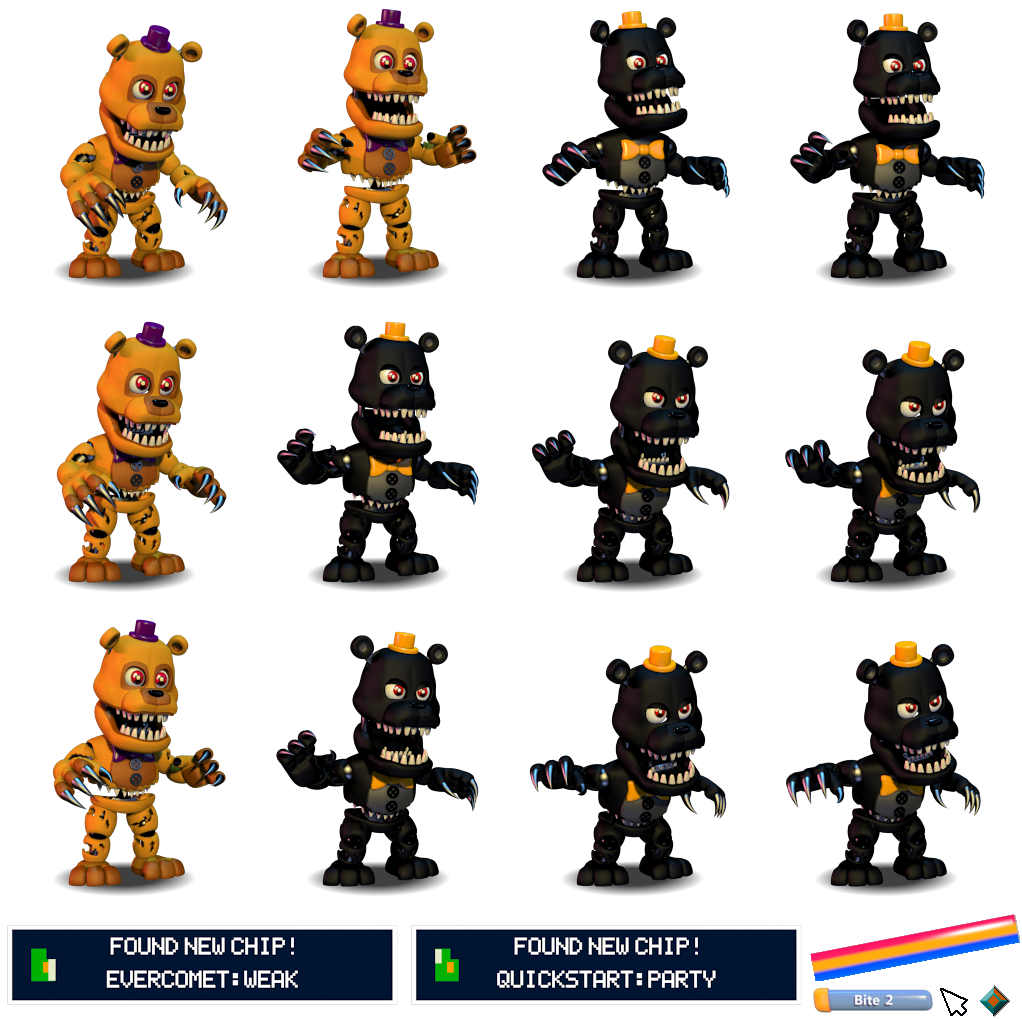 FOUND NEW CHIP!
EVERCOMET:WEAK
FOUND NEW CHIP!
QUICKSTART:PARTY
Bite 2